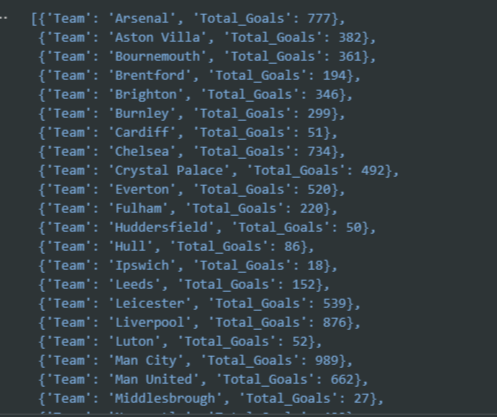 [{'Team': 'Arsenal', 'Total_Goals': 777},
{'Team': 'Aston Villa', 'Total_Goals': 382},
{'Team': 'Bournemouth', 'Total_Goals': 361},
{'Team': 'Brentford', 'Total_Goals': 194},
{'Team': 'Brighton', 'Total_Goals': 346},
{'Team': 'Burnley', 'Total_Goals': 299},
{'Team': 'Cardiff', 'Total_Goals': 51},
{'Team': 'Chelsea', 'Total_Goals': 734},
{'Team': 'Crystal Palace', 'Total_Goals': 492},
{'Team': 'Everton', 'Total_Goals': 520},
{'Team': 'Fulham', 'Total_Goals': 220},
{'Team': 'Huddersfield', 'Total_Goals': 50},
{'Team': 'Hull', 'Total_Goals': 86},
{'Team': 'Ipswich', 'Total_Goals': 18},
{'Team': 'Leeds', 'Total_Goals': 152},
{'Team': 'Leicester', 'Total_Goals': 539},
{'Team': 'Liverpool', 'Total_Goals': 876},
{'Team': 'Luton', 'Total_Goals': 52},
{'Team': 'Man City', 'Total_Goals': 989},
{'Team': 'Man United', 'Total_Goals': 662},
{'Team': 'Middlesbrough', 'Total_Goals': 27},